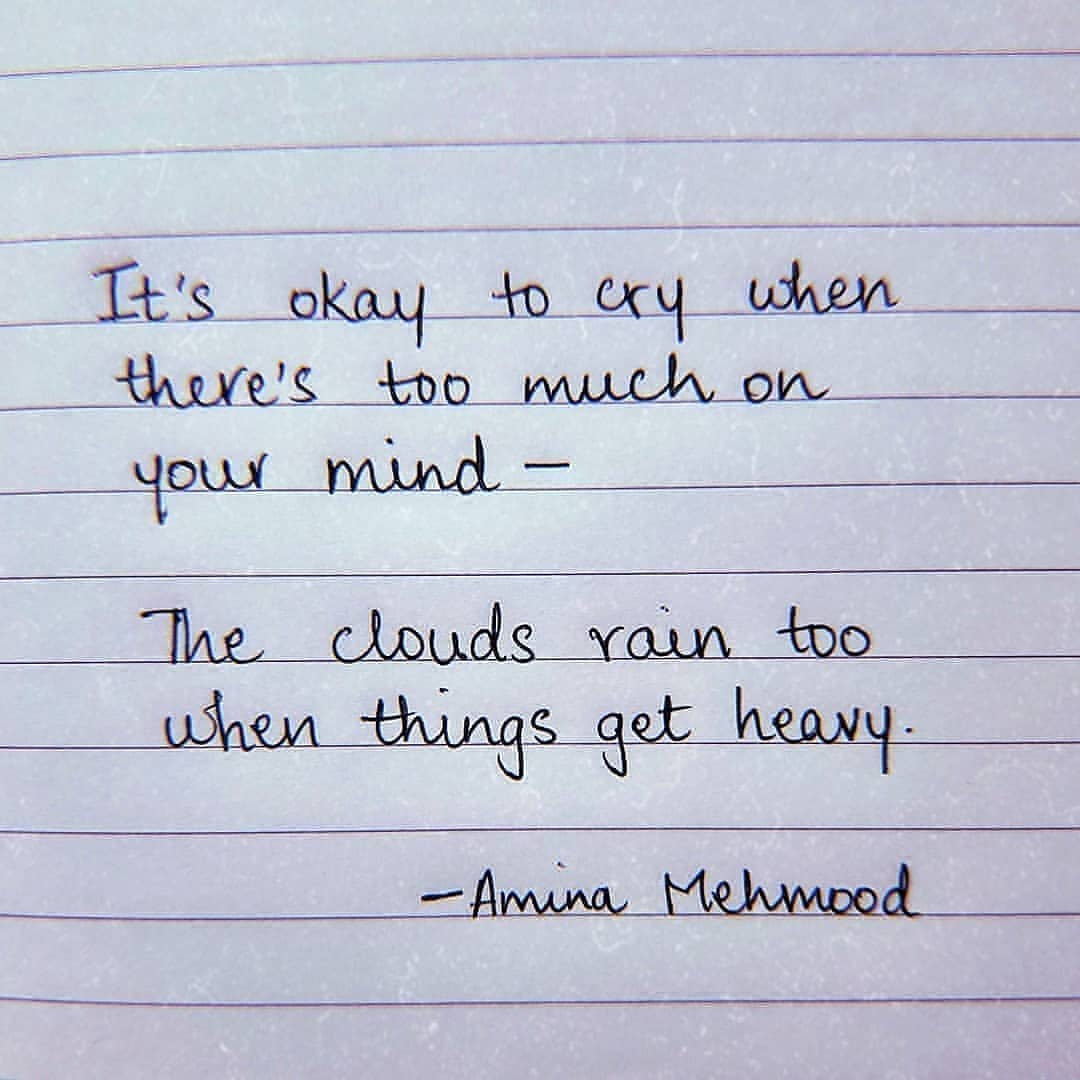 It's okay to cry when
there's too much on
your mind —
The clouds rain too
when things get heavy.
—Amina Mehmood